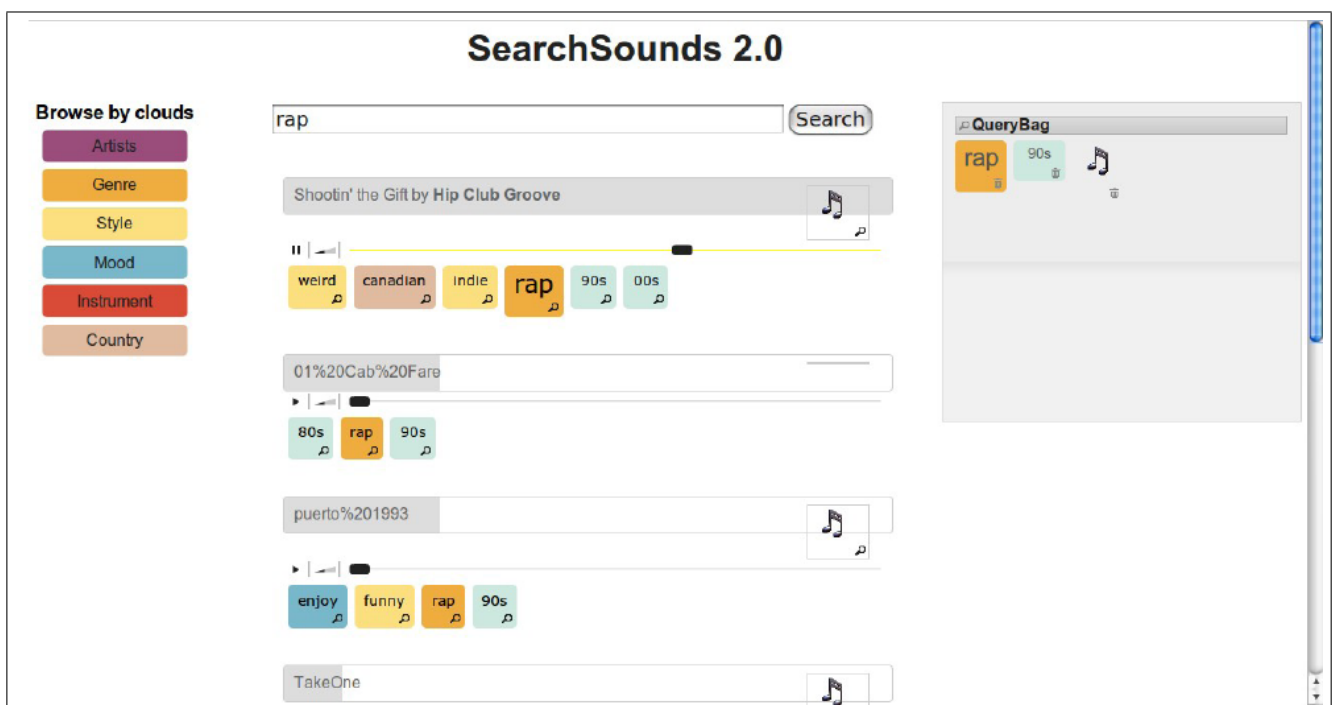 SearchSounds 2.0
Browse by clouds
Artists
Genre
Style
Mood
Instrument
Country
rap Search
Shootin' the Gift by Hip Club Groove
weird canadian indie rap 90s 00s
01%20Cab%20Fare
80s rap 90s
puerto%201993
enjoy funny rap 90s
TakeOne
QueryBag
rap 90s